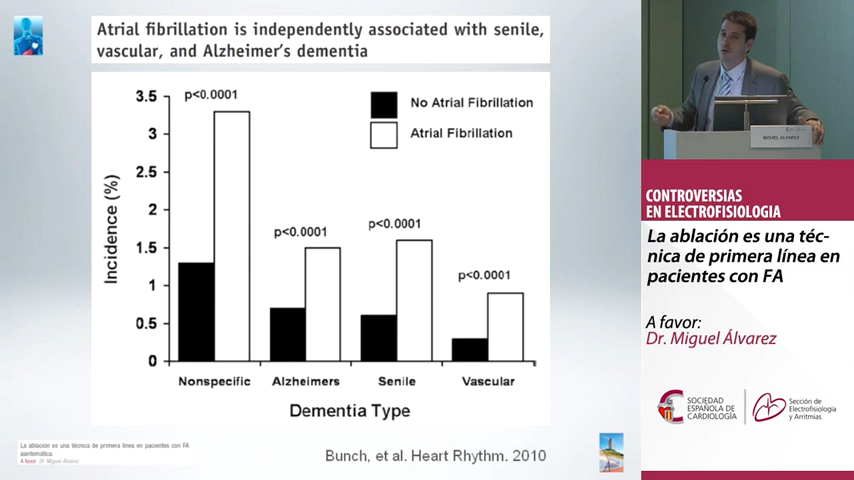 Atrial fibrillation is independently associated with senile,
vascular, and Alzheimer's dementia
3.5
3
2.5
2
1.5
1
0.5
0
Incidence (%)
p<0.0001
p<0.0001
p<0.0001
p<0.0001
No Atrial Fibrillation
Atrial Fibrillation
Nonspecific
Alzheimers
Senile
Vascular
Dementia Type
La ablación es una técnica de primera línea en pacientes con FA
asintomática.
A favor: Dr. Miguel Álvarez
Bunch, et al. Heart Rhythm. 2010
MIGUEL ALVAREZ
CONTROVERSIAS
EN ELECTROFISIOLOGIA
La ablación es una téc-
nica de primera línea en
pacientes con FA
A favor:
Dr. Miguel Álvarez
SOCIEDAD
ESPAÑOLA DE
CARDIOLOGÍA
Sección de
Electrofisiología
y Arritmias